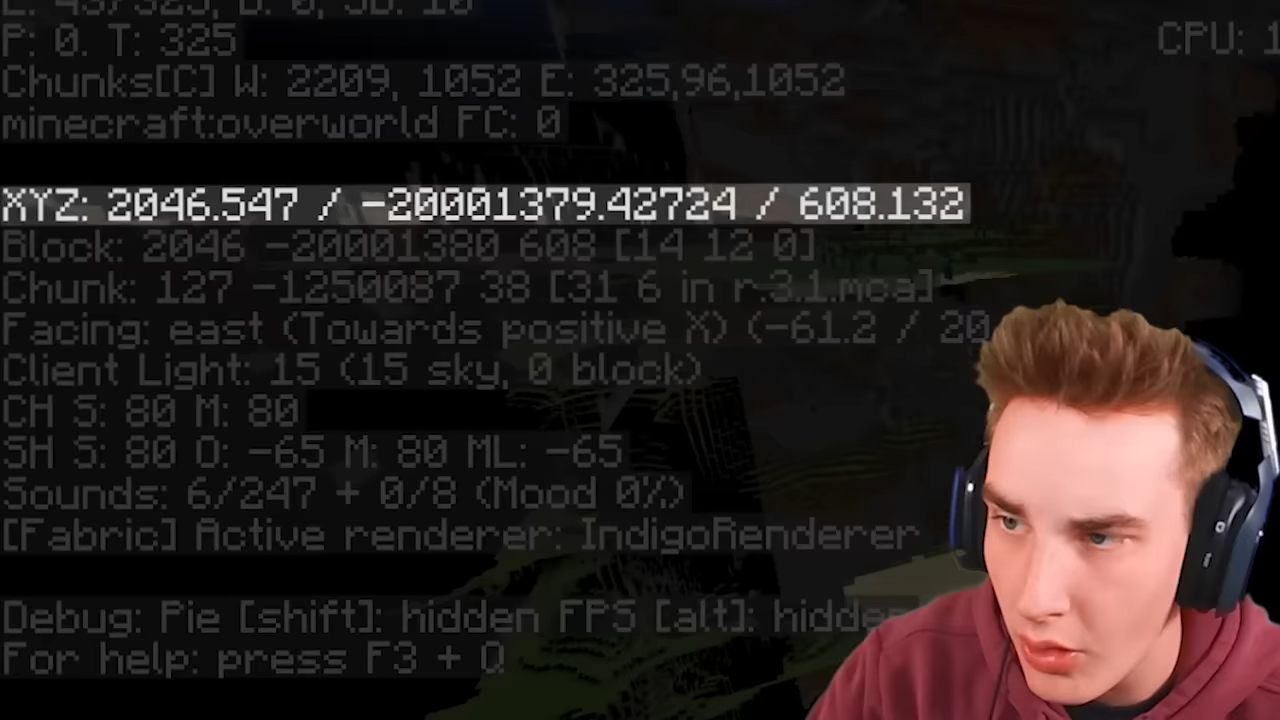 P: 0. T: 325
CPU: 1
Chunks[C] W: 2209, 1052 E: 325,96,1052
minecraft:overworld FC: 0
XYZ: 2046.547 / -20001379.42724 / 608.132
Block: 2046 -20001380 608 [14 12 0]
Chunk: 127 -1250087 38 [31 6 in r.3.1.mca]
Facing: east (Towards positive X) (-61.2 / 20
Client Light: 15 (15 sky, 0 block)
CH S: 80 M: 80
SH S: 80 O: -65 M: 80 ML: -65
Sounds: 6/247 + 0/8 (Mood 0%)
[Fabric] Active renderer: IndigoRenderer
Debug: Pie [shift]: hidden FPS [alt]: hidden
For help: press F3 + Q